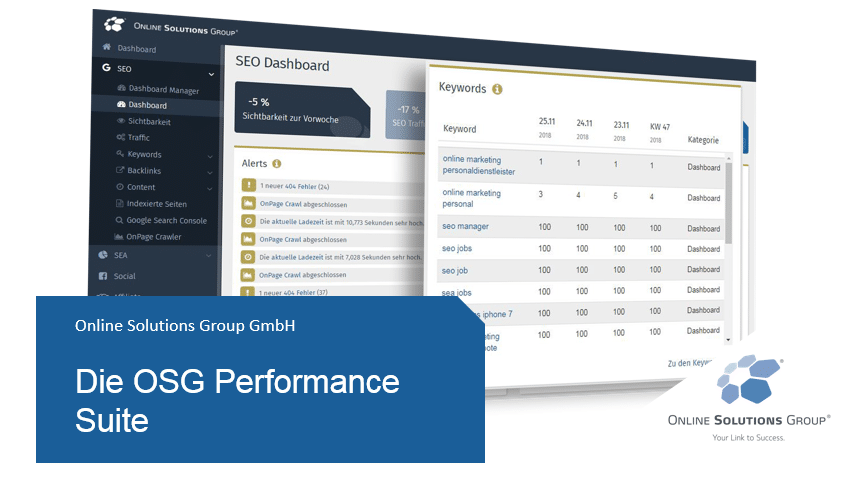 ONLINE SOLUTIONS GROUP®
Dashboard
SEO
Dashboard Manager
Dashboard
Sichtbarkeit
Traffic
Keywords
Backlinks
Content
Indexierte Seiten
Google Search Console
OnPage Crawler
SEA
Social
SEO Dashboard
-5 %
Sichtbarkeit zur Vorwoche
-17 %
SEO Traffi
Alerts
1 neuer 404 Fehler (24)
OnPage Crawl abgeschlossen
Die aktuelle Ladezeit ist mit 10,773 Sekunden sehr hoch.
OnPage Crawl abgeschlossen
Die aktuelle Ladezeit ist mit 7,028 Sekunden sehr hoch.
OnPage Crawl abgeschlossen
1 neuer 404 Fehler (37)
Keywords
Keyword 25.11 2018 24.11 2018 23.11 2018 KW 47 2018 Kategorie
online marketing
personaldienstleister 1 1 1 1 Dashboard
online marketing
personal 3 4 5 4 Dashboard
seo manager 100 100 100 100 Dashboard
seo jobs 100 100 100 100 Dashboard
seo job 100 100 100 100 Dashboard
sea jobs 100 100 100 100 Dashboard
s iphone 7 100 100 100 100 Dashboard
eting
ote 100 100 100 100 Dashboard
Zu den Keyw
Online Solutions Group GmbH
Die OSG Performance
Suite
ONLINE SOLUTIONS GROUP®
Your Link to Success.